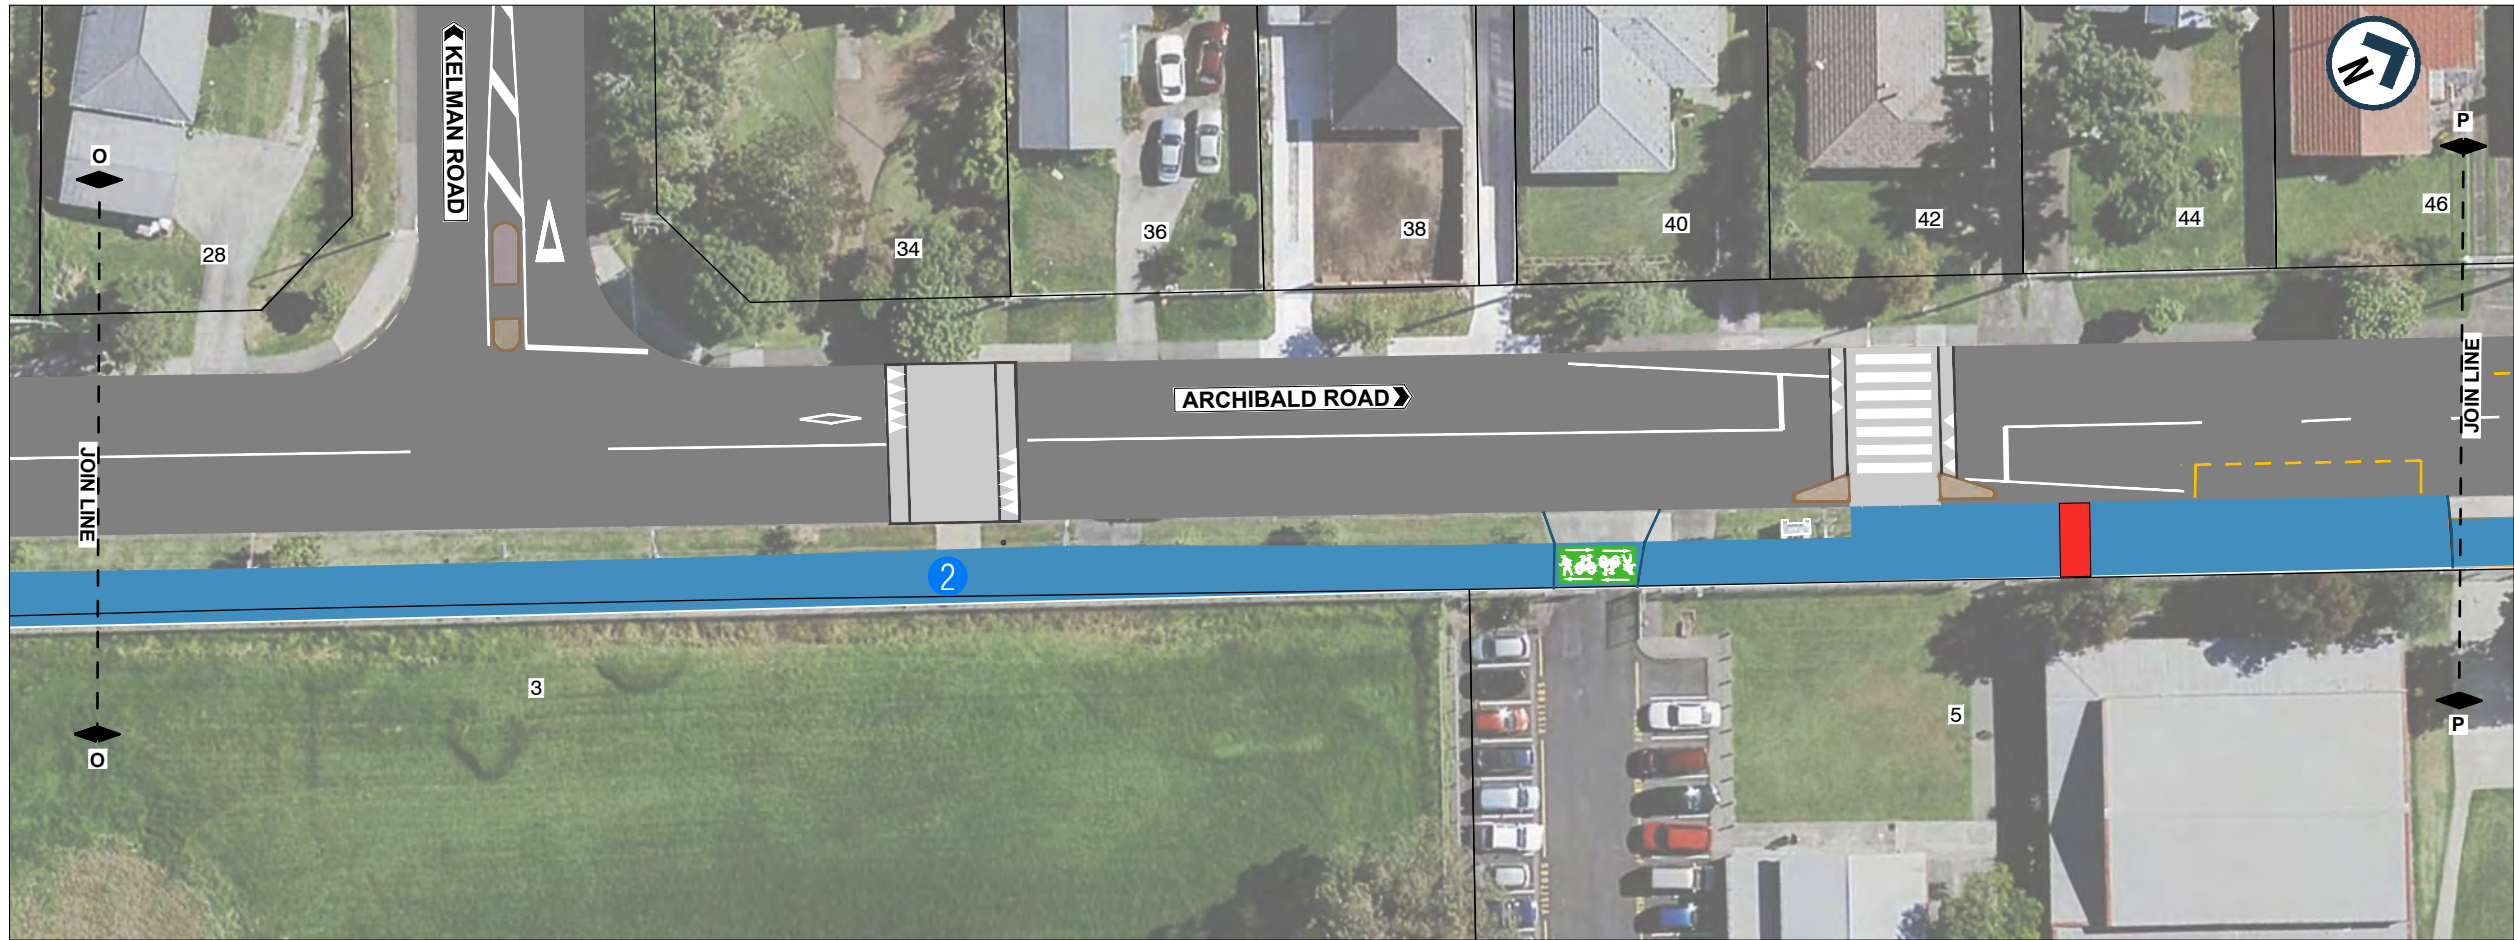 KELMAN ROAD
N
O
P
28
34
36
38
40
42
44
46
ARCHIBALD ROAD
JOIN LINE
JOIN LINE
2
3
5
O
P